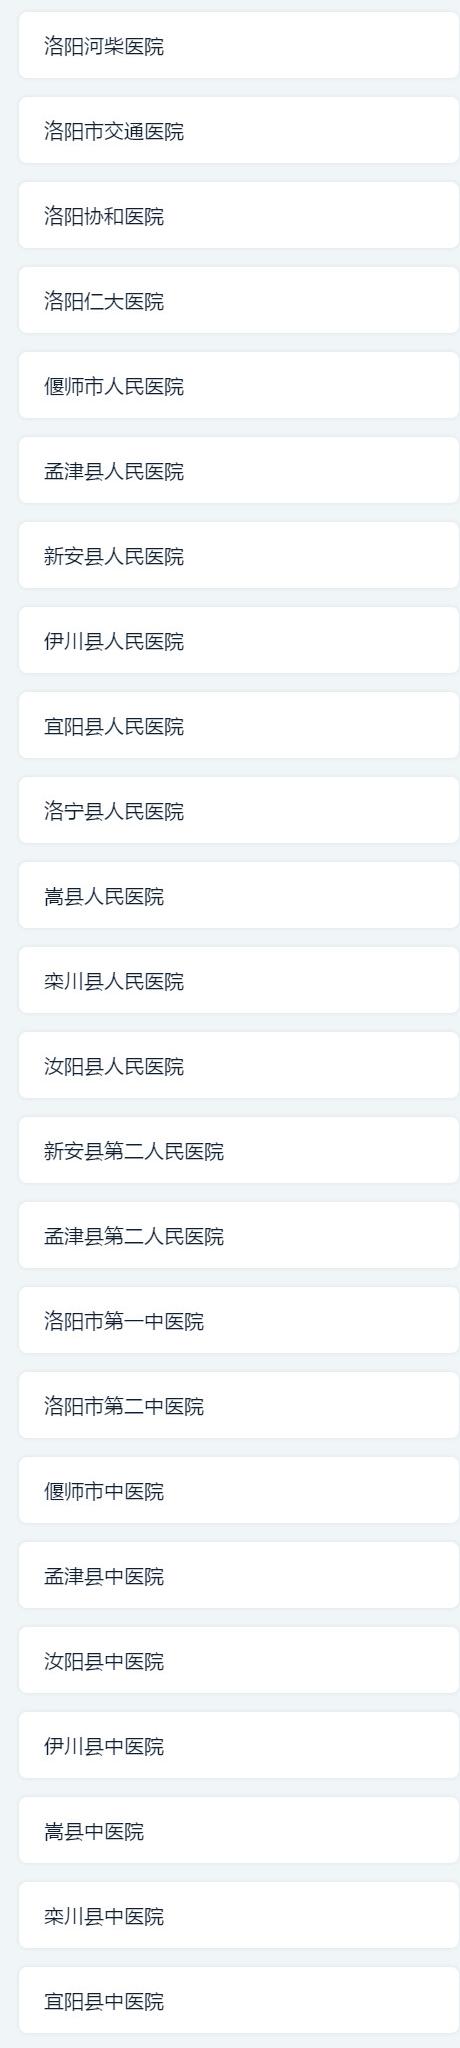 洛阳河柴医院
洛阳市交通医院
洛阳协和医院
洛阳仁大医院
偃师市人民医院
孟津县人民医院
新安县人民医院
伊川县人民医院
宜阳县人民医院
洛宁县人民医院
嵩县人民医院
栾川县人民医院
汝阳县人民医院
新安县第二人民医院
孟津县第二人民医院
洛阳市第一中医院
洛阳市第二中医院
偃师市中医院
孟津县中医院
汝阳县中医院
伊川县中医院
嵩县中医院
栾川县中医院
宜阳县中医院